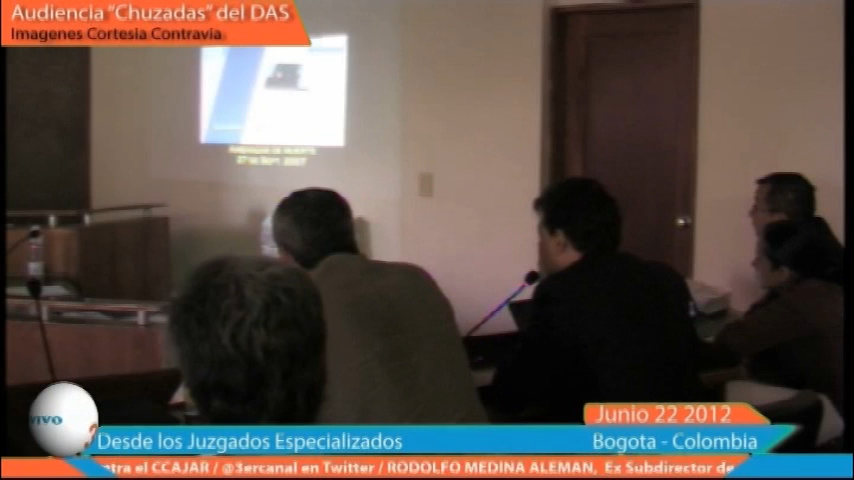 Audiencia "Chuzadas" del DAS
Imagenes Cortesia Contravia
Junio 22 2012
VIVO
Desde los Juzgados Especializados
Bogota - Colombia
ntra el CCAJAR / @3ercanal en Twitter / RODOLFO MEDINA ALEMAN, Ex Subdirector de